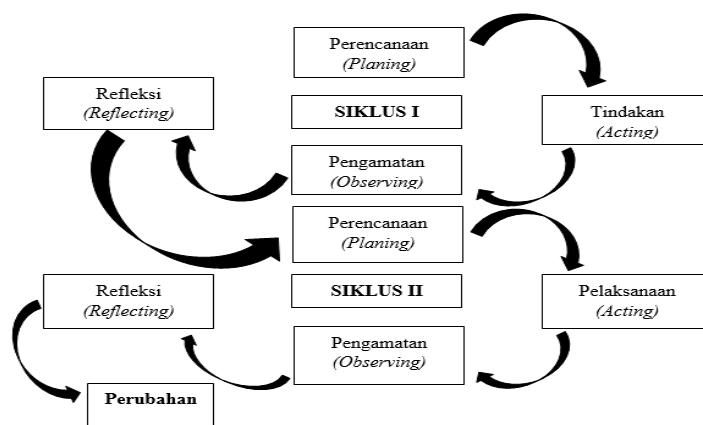 Perencanaan
(Planing)
Refleksi
(Reflecting)
SIKLUS I
Tindakan
(Acting)
Pengamatan
(Observing)
Perencanaan
(Planing)
Refleksi
(Reflecting)
SIKLUS II
Pelaksanaan
(Acting)
Pengamatan
(Observing)
Perubahan